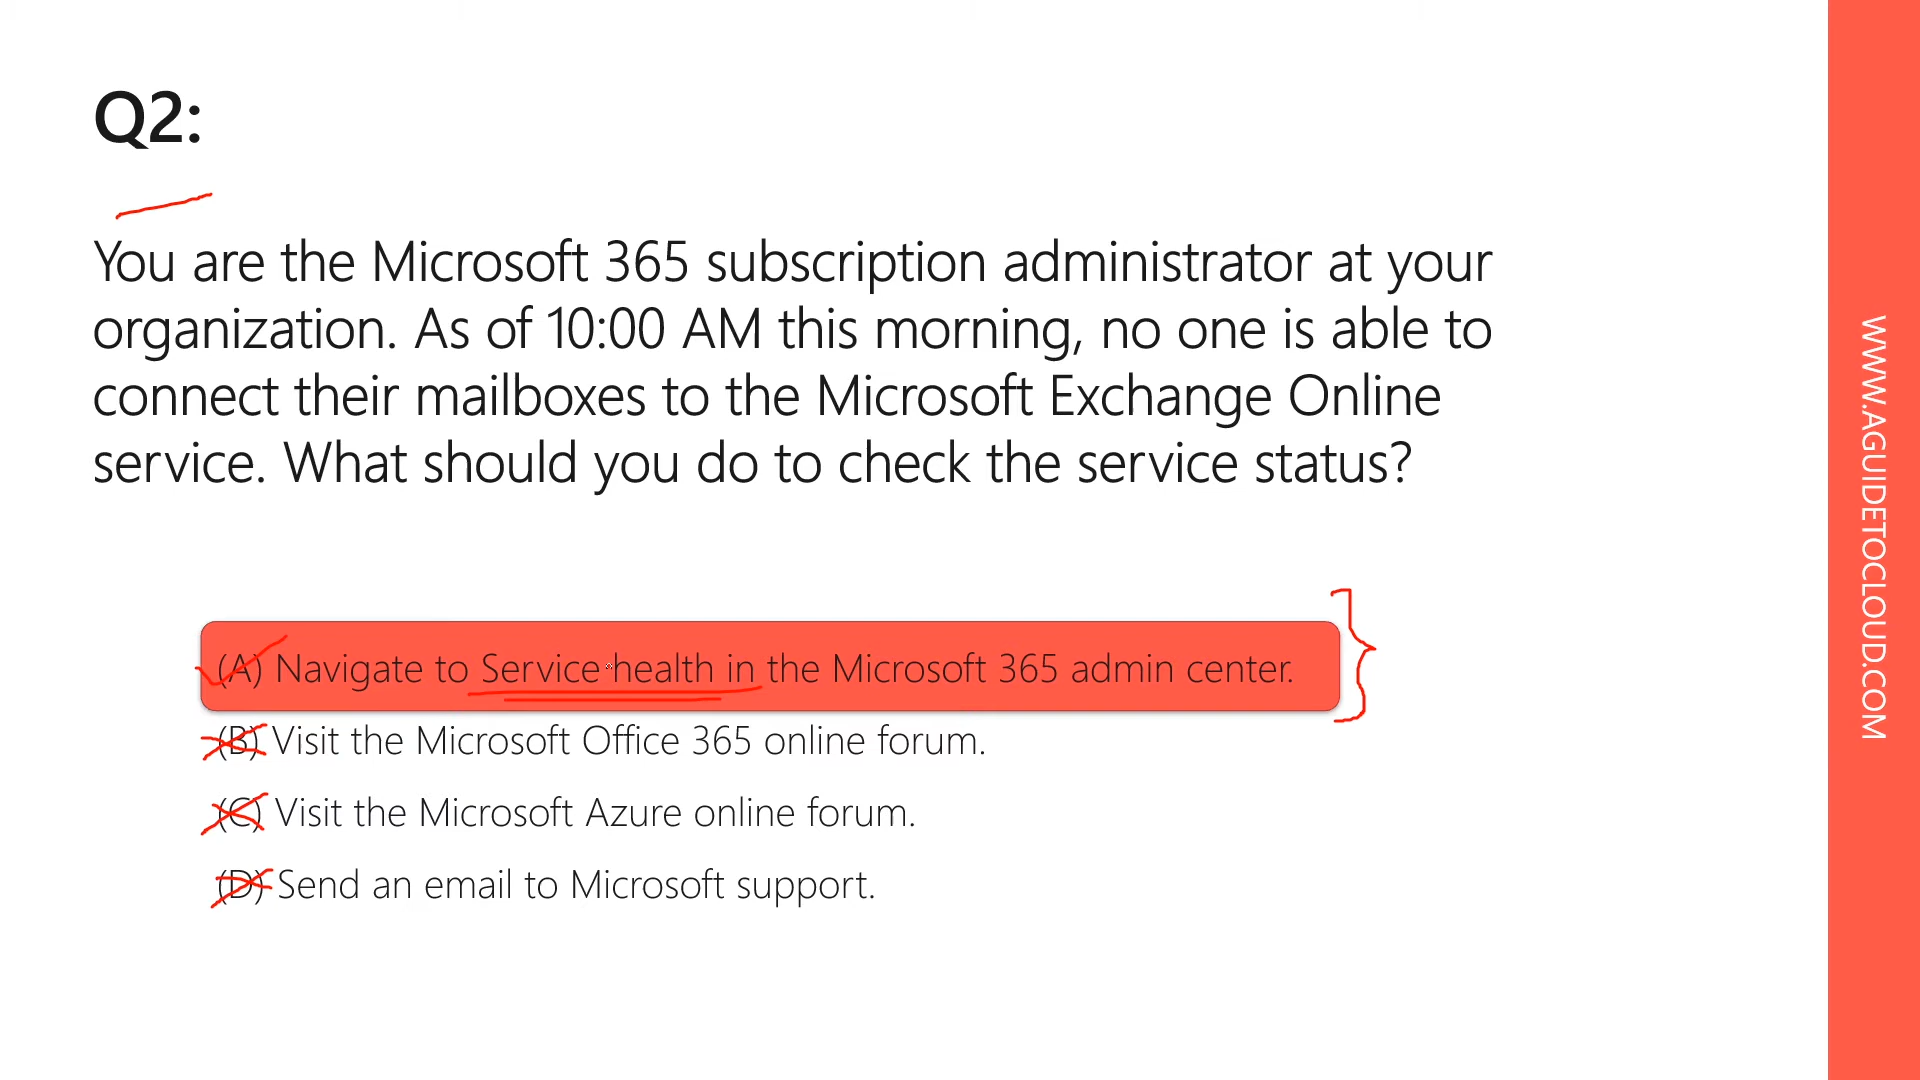 Q2:
You are the Microsoft 365 subscription administrator at your
organization. As of 10:00 AM this morning, no one is able to
connect their mailboxes to the Microsoft Exchange Online
service. What should you do to check the service status?
(A) Navigate to Service health in the Microsoft 365 admin center.
(B) Visit the Microsoft Office 365 online forum.
(C) Visit the Microsoft Azure online forum.
(D) Send an email to Microsoft support.
WWW.AGUIDETOCLOUD.COM